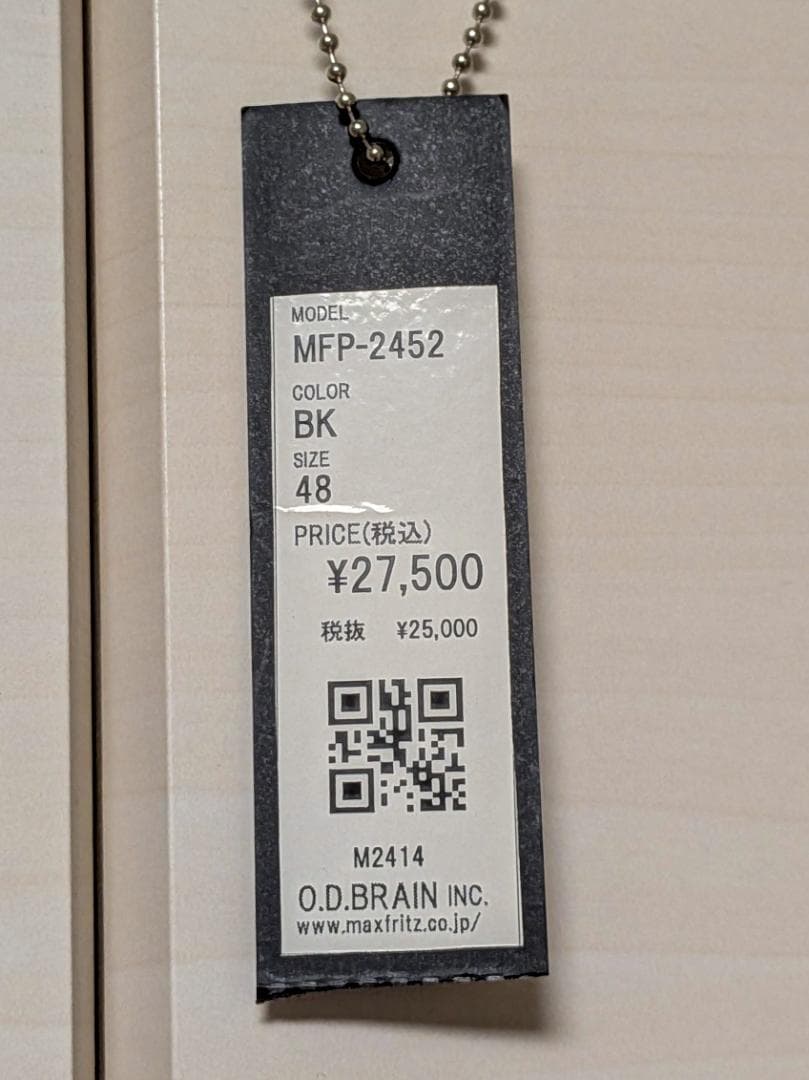 MODEL
MFP-2452
COLOR
BK
SIZE
48
PRICE(税込)
¥27,500
税抜 ¥25,000
M2414
O.D.BRAIN INC.
www.maxfritz.co.jp/